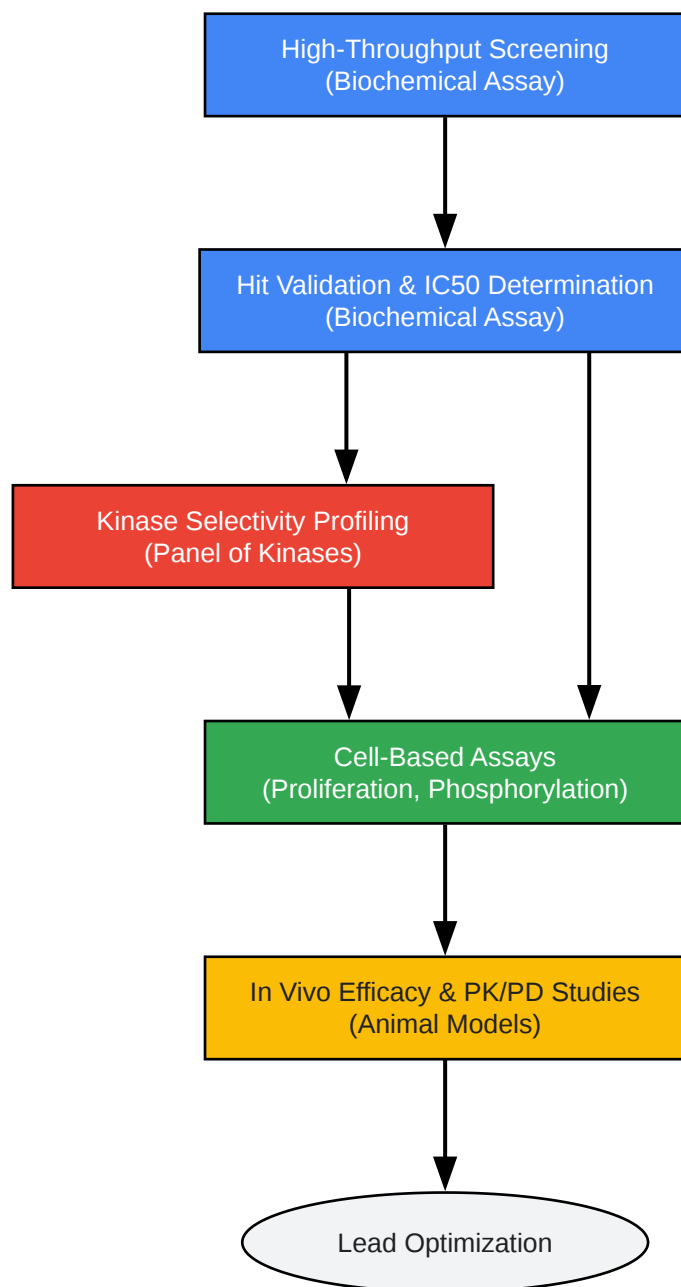 High-Throughput Screening
(Biochemical Assay)
Hit Validation & IC50 Determination
(Biochemical Assay)
Kinase Selectivity Profiling
(Panel of Kinases)
Cell-Based Assays
(Proliferation, Phosphorylation)
In Vivo Efficacy & PK/PD Studies
(Animal Models)
Lead Optimization